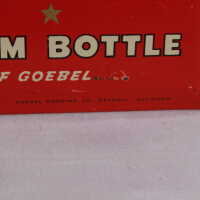 M BOTTLE
F GOEBEL
GOEBEL BREWING CO. DETROIT, MICHIGAN